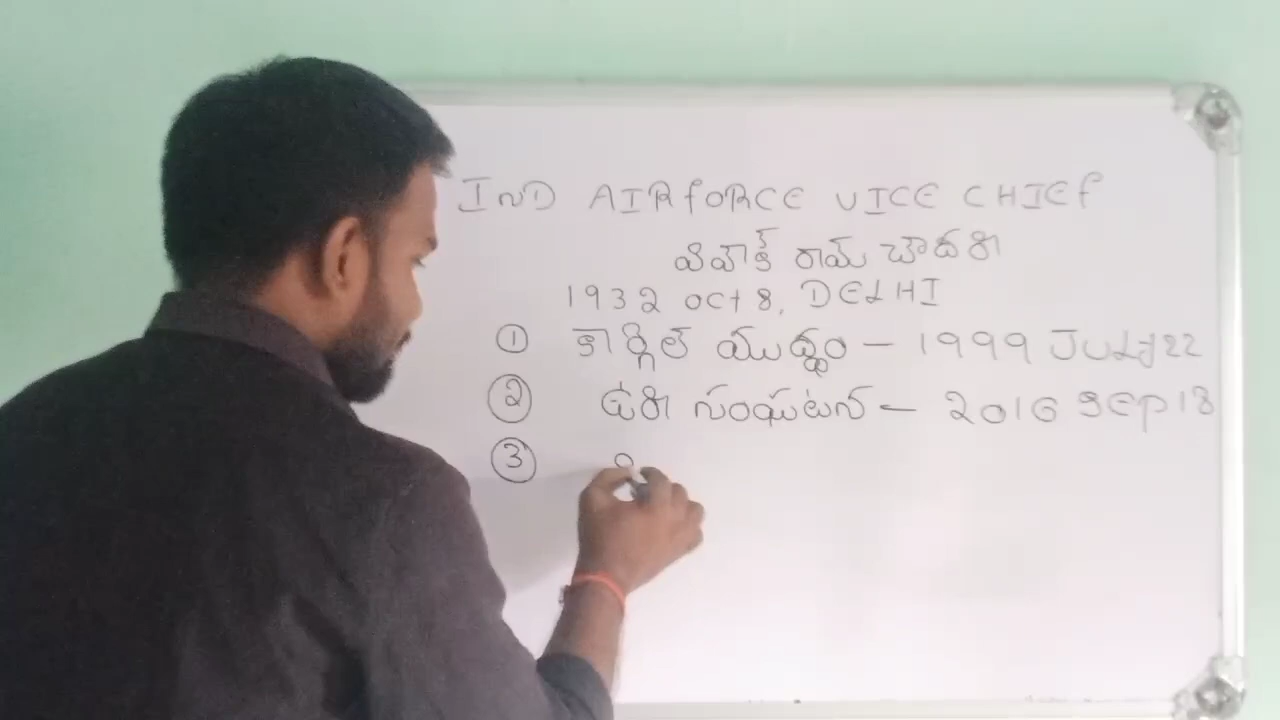 IND AIRfORCE VICE CHIEf
వివేక్ రామ్ చౌదరి
1932 OCT 8, DELHI
① కార్గిల్ యుద్ధం - 1999 JULY 22
② ఉరి సంఘటన - 2016 SEP 18
③